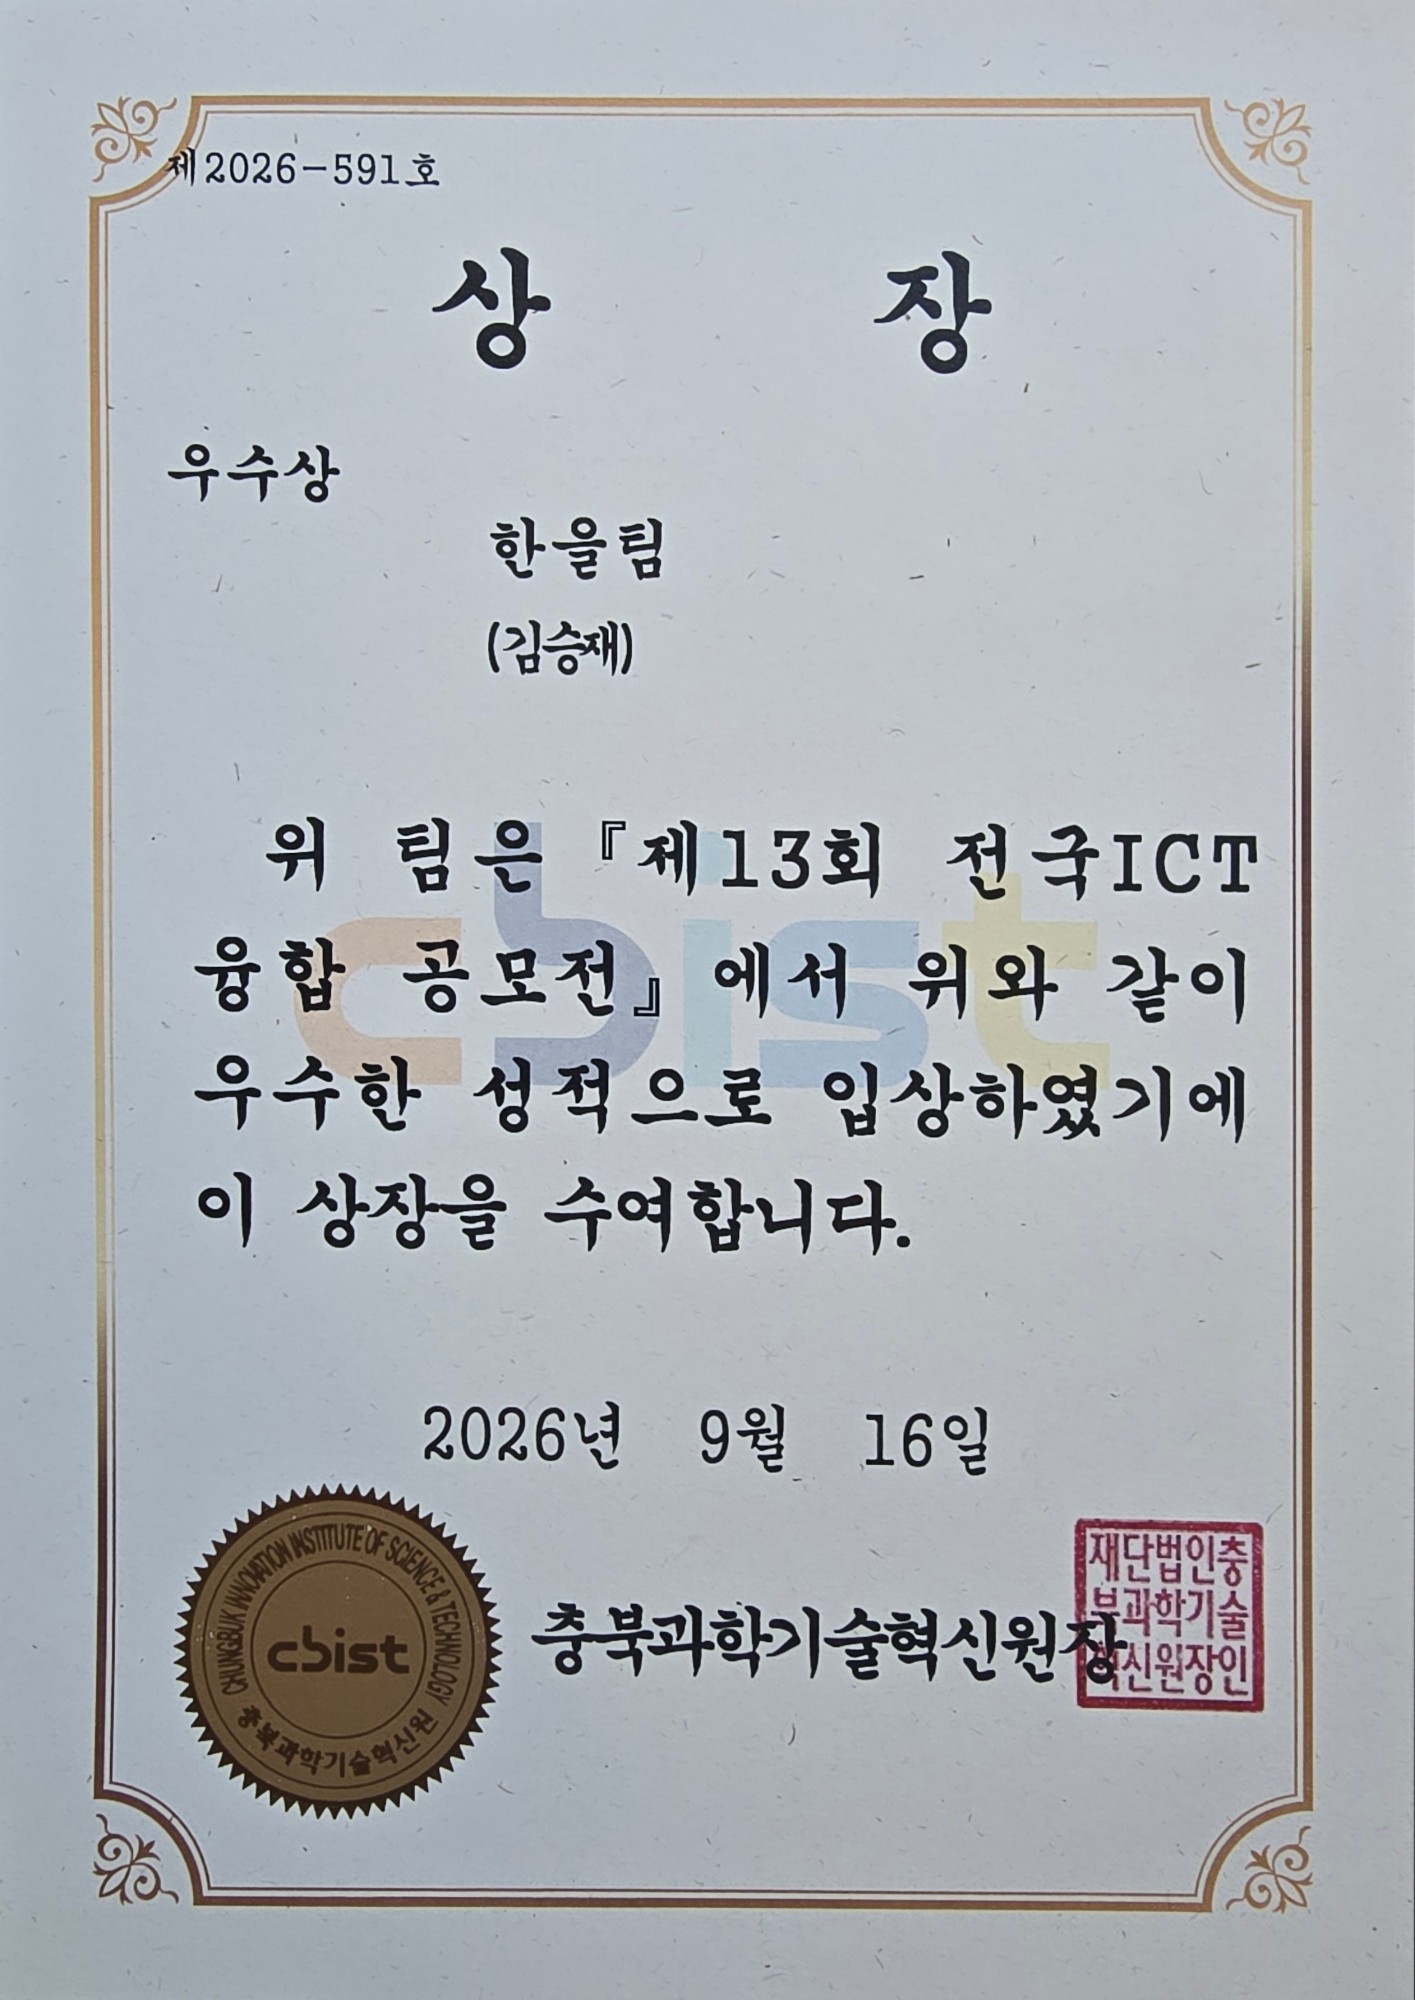 제2026-591호
상 장
우수상
한울팀
(김승재)
위 팀은 『제13회 전국ICT
융합 공모전』에서 위와 같이
우수한 성적으로 입상하였기에
이 상장을 수여합니다.
cbist
2026년 9월 16일
CHUNGBUK INNOVATION INSTITUTE OF SCIENCE & TECHNOLOGY
cbist
충북과학기술혁신원
충북과학기술혁신원장
재단법인충
북과학기술
혁신원장인